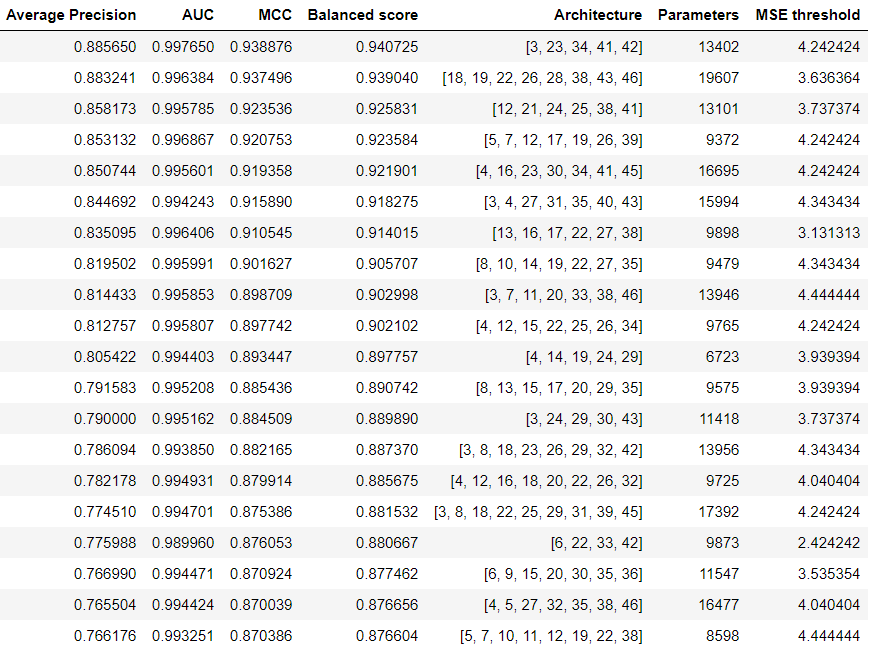 Average Precision AUC MCC Balanced score Architecture Parameters MSE threshold
0.885650 0.997650 0.938876 0.940725 [3, 23, 34, 41, 42] 13402 4.242424
0.883241 0.996384 0.937496 0.939040 [18, 19, 22, 26, 28, 38, 43, 46] 19607 3.636364
0.858173 0.995785 0.923536 0.925831 [12, 21, 24, 25, 38, 41] 13101 3.737374
0.853132 0.996867 0.920753 0.923584 [5, 7, 12, 17, 19, 26, 39] 9372 4.242424
0.850744 0.995601 0.919358 0.921901 [4, 16, 23, 30, 34, 41, 45] 16695 4.242424
0.844692 0.994243 0.915890 0.918275 [3, 4, 27, 31, 35, 40, 43] 15994 4.343434
0.835095 0.996406 0.910545 0.914015 [13, 16, 17, 22, 27, 38] 9898 3.131313
0.819502 0.995991 0.901627 0.905707 [8, 10, 14, 19, 22, 27, 35] 9479 4.343434
0.814433 0.995853 0.898709 0.902998 [3, 7, 11, 20, 33, 38, 46] 13946 4.444444
0.812757 0.995807 0.897742 0.902102 [4, 12, 15, 22, 25, 26, 34] 9765 4.242424
0.805422 0.994403 0.893447 0.897757 [4, 14, 19, 24, 29] 6723 3.939394
0.791583 0.995208 0.885436 0.890742 [8, 13, 15, 17, 20, 29, 35] 9575 3.939394
0.790000 0.995162 0.884509 0.889890 [3, 24, 29, 30, 43] 11418 3.737374
0.786094 0.993850 0.882165 0.887370 [3, 8, 18, 23, 26, 29, 32, 42] 13956 4.343434
0.782178 0.994931 0.879914 0.885675 [4, 12, 16, 18, 20, 22, 26, 32] 9725 4.040404
0.774510 0.994701 0.875386 0.881532 [3, 8, 18, 22, 25, 29, 31, 39, 45] 17392 4.242424
0.775988 0.989960 0.876053 0.880667 [6, 22, 33, 42] 9873 2.424242
0.766990 0.994471 0.870924 0.877462 [6, 9, 15, 20, 30, 35, 36] 11547 3.535354
0.765504 0.994424 0.870039 0.876656 [4, 5, 27, 32, 35, 38, 46] 16477 4.040404
0.766176 0.993251 0.870386 0.876604 [5, 7, 10, 11, 12, 19, 22, 38] 8598 4.444444